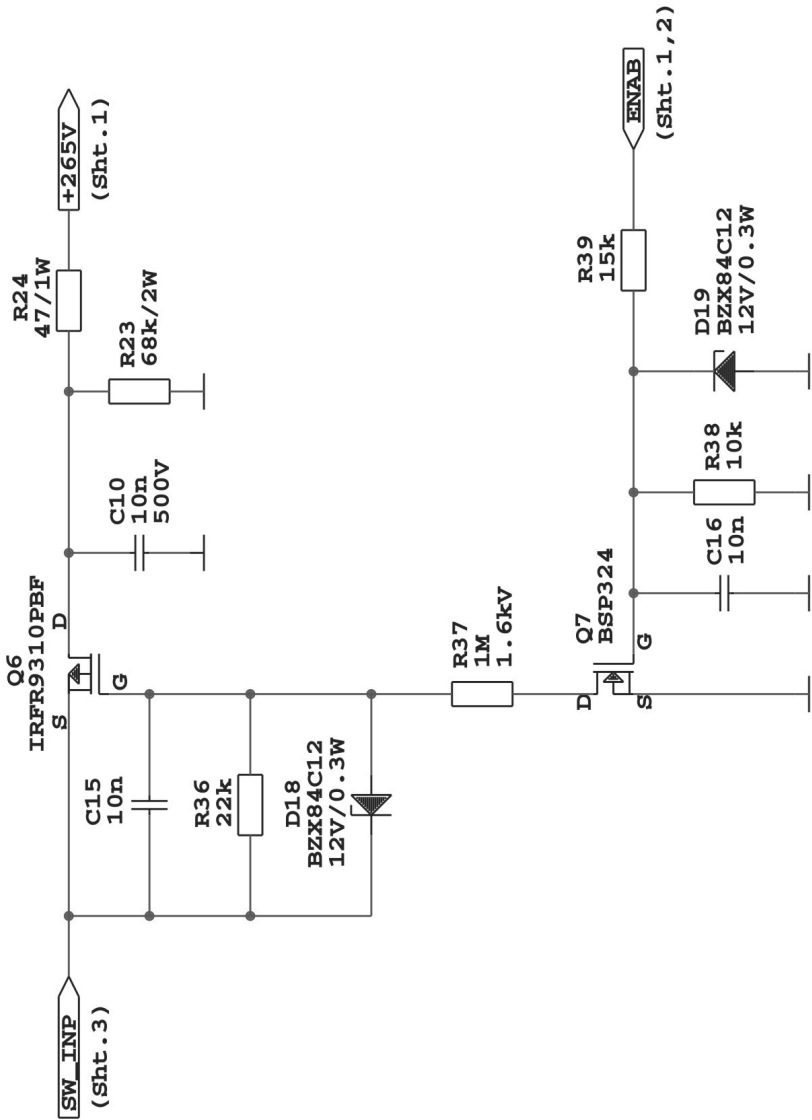 SW_INP
(Sht.3)
Q6
IRFR9310PBF
S
D
G
C15
10n
R36
22k
D18
BZX84C12
12V/0.3W
C10
10n
500V
R23
68k/2W
R24
47/1W
+265V
(Sht.1)
R37
1M
1.6kV
Q7
BSP324
D
S
G
C16
10n
R38
10k
D19
BZX84C12
12V/0.3W
R39
15k
ENAB
(Sht.1,2)